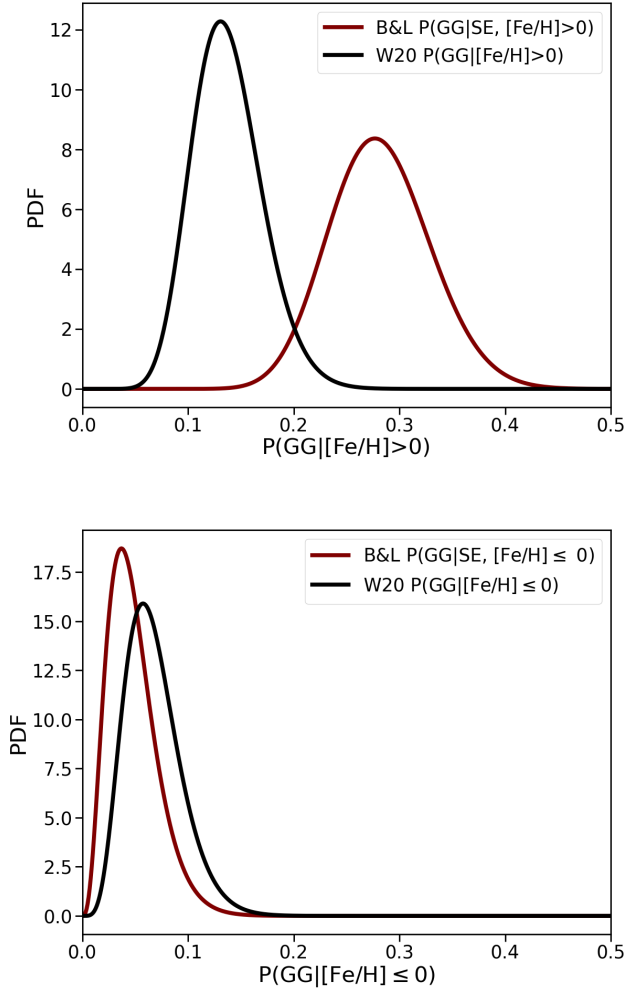 12
10
8
6
4
2
0
PDF
B&L P(GG|SE, [Fe/H]>0)
W20 P(GG|[Fe/H]>0)
0.0 0.1 0.2 0.3 0.4 0.5
P(GG|[Fe/H]>0)
17.5
15.0
12.5
10.0
7.5
5.0
2.5
0.0
PDF
B&L P(GG|SE, [Fe/H]≤ 0)
W20 P(GG|[Fe/H]≤0)
0.0 0.1 0.2 0.3 0.4 0.5
P(GG|[Fe/H]≤0)